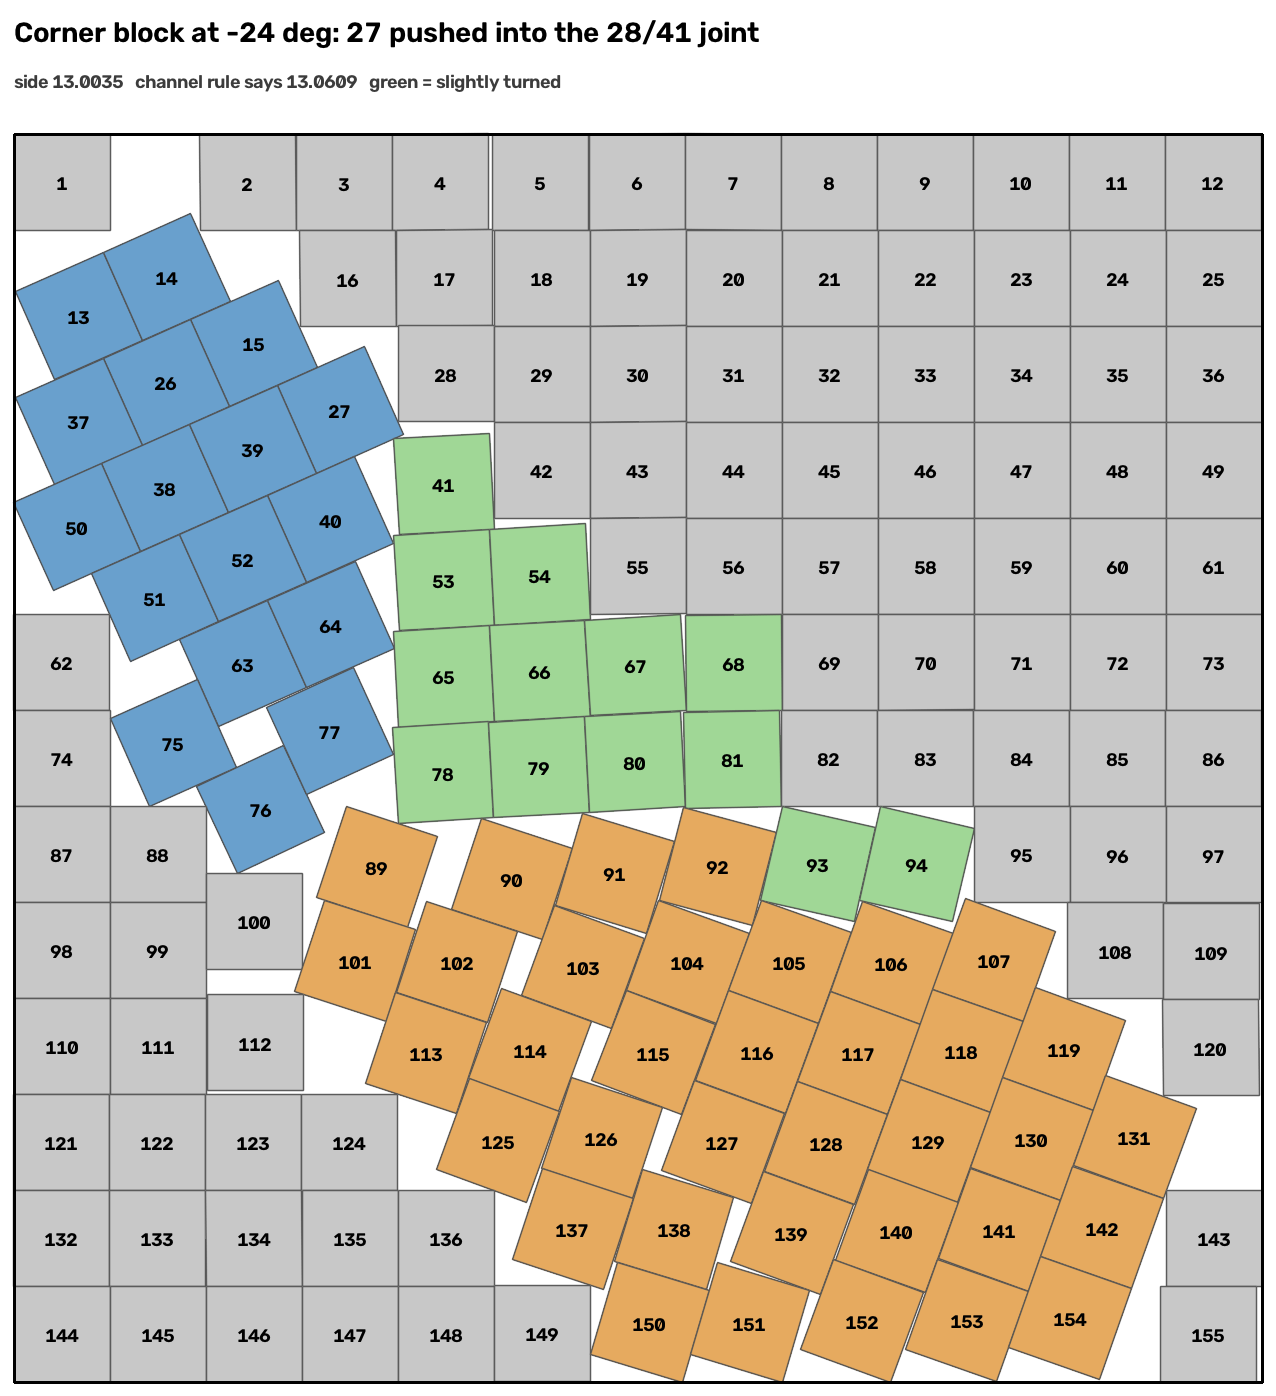 Corner block at -24 deg: 27 pushed into the 28/41 joint
side 13.0035 channel rule says 13.0609 green = slightly turned
1 2 3 4 5 6 7 8 9 10 11 12
13 14 15 16 17 18 19 20 21 22 23 24 25
26 27 28 29 30 31 32 33 34 35 36
37 38 39 40 41 42 43 44 45 46 47 48 49
50 51 52 53 54 55 56 57 58 59 60 61
62 63 64 65 66 67 68 69 70 71 72 73
74 75 76 77 78 79 80 81 82 83 84 85 86
87 88 89 90 91 92 93 94 95 96 97
98 99 100 101 102 103 104 105 106 107 108 109
110 111 112 113 114 115 116 117 118 119 120
121 122 123 124 125 126 127 128 129 130 131
132 133 134 135 136 137 138 139 140 141 142 143
144 145 146 147 148 149 150 151 152 153 154 155